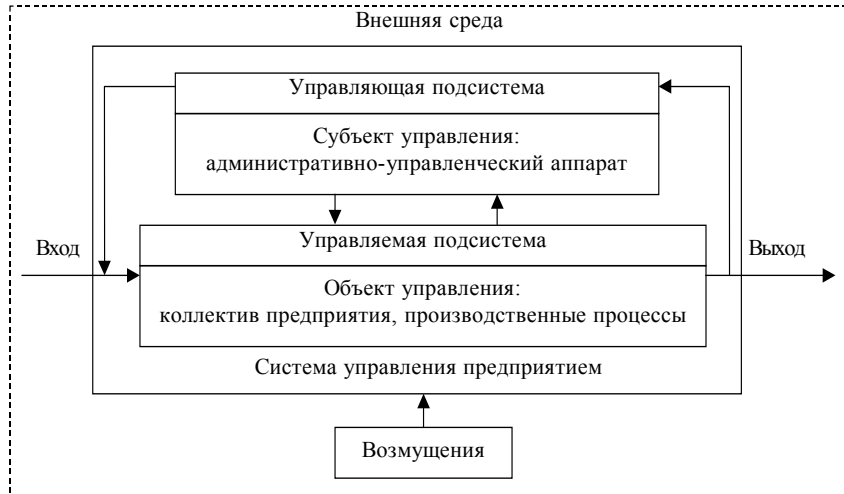 Внешняя среда
Управляющая подсистема
Субъект управления:
административно-управленческий аппарат
Вход
Управляемая подсистема
Выход
Объект управления:
коллектив предприятия, производственные процессы
Система управления предприятием
Возмущения